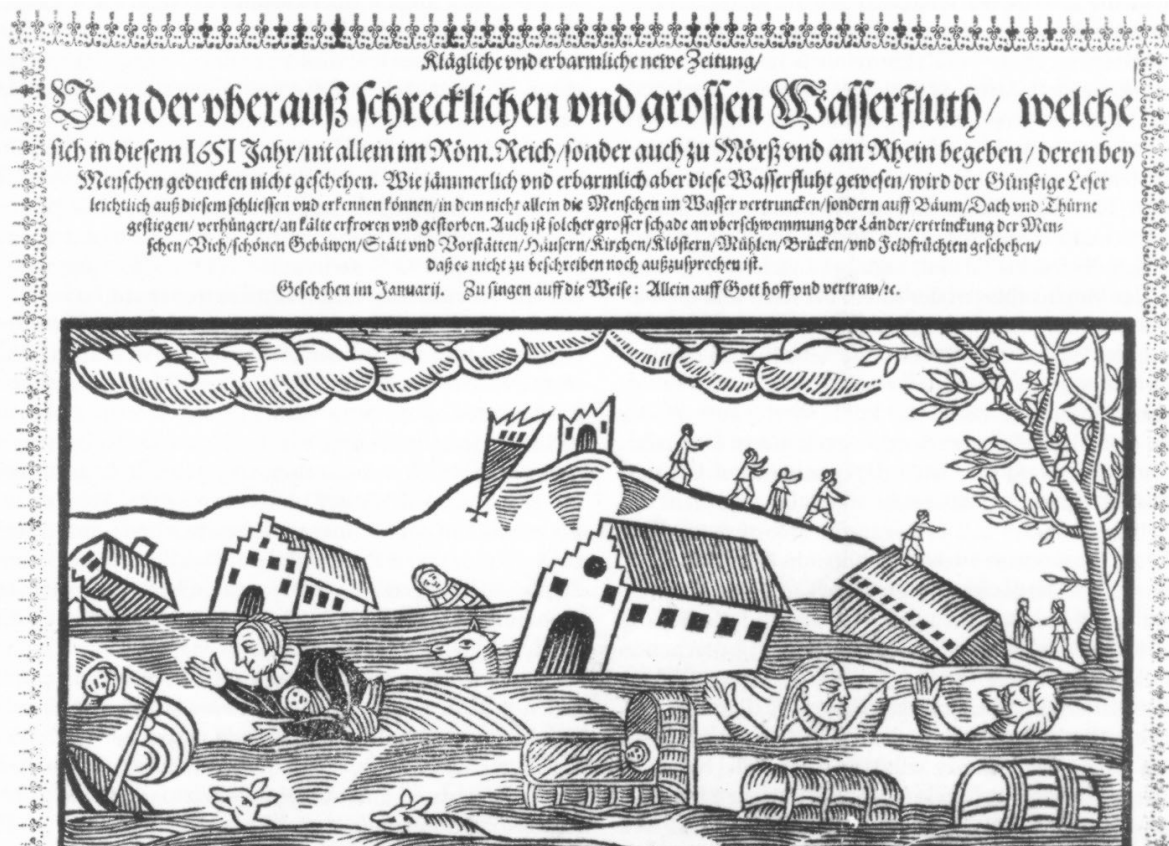 Klägliche vnd erbarmliche newe Zeitung/
Von der vberauß schrecklichen vnd grossen Wasserfluth/ welche
sich in diesem 1651 Jahr/nit allein im Röm. Reich/sonder auch zu Mörß vnd am Rhein begeben/deren bey
Menschen gedencken nicht geschehen. Wie jämmerlich vnd erbarmlich aber diese Wasserfluht gewesen/wird der Günstige Leser
leichtlich auß diesem schliessen vnd erkennen können/in dem nicht allein die Menschen im Wasser vertruncken/sondern auff Bäum/Dach vnd Thürne
gestiegen/verhüngert/an kälte erfroren vnd gestorben. Auch ist solcher grosser schade an vberschwemmung der Länder/ertrinckung der Men-
schen/Vieh/schönen Gebäwen/Stätt vnd Vorstätten/Häusern/Kirchen/Klöstern/Mühlen/Brücken/vnd Feldfrüchten geschehen/
daß es nicht zu beschreiben noch außzusprechen ist.
Geschehen im Januarij. Zu singen auff die Weise: Allein auff Gott hoff vnd vertraw/ꝛc.